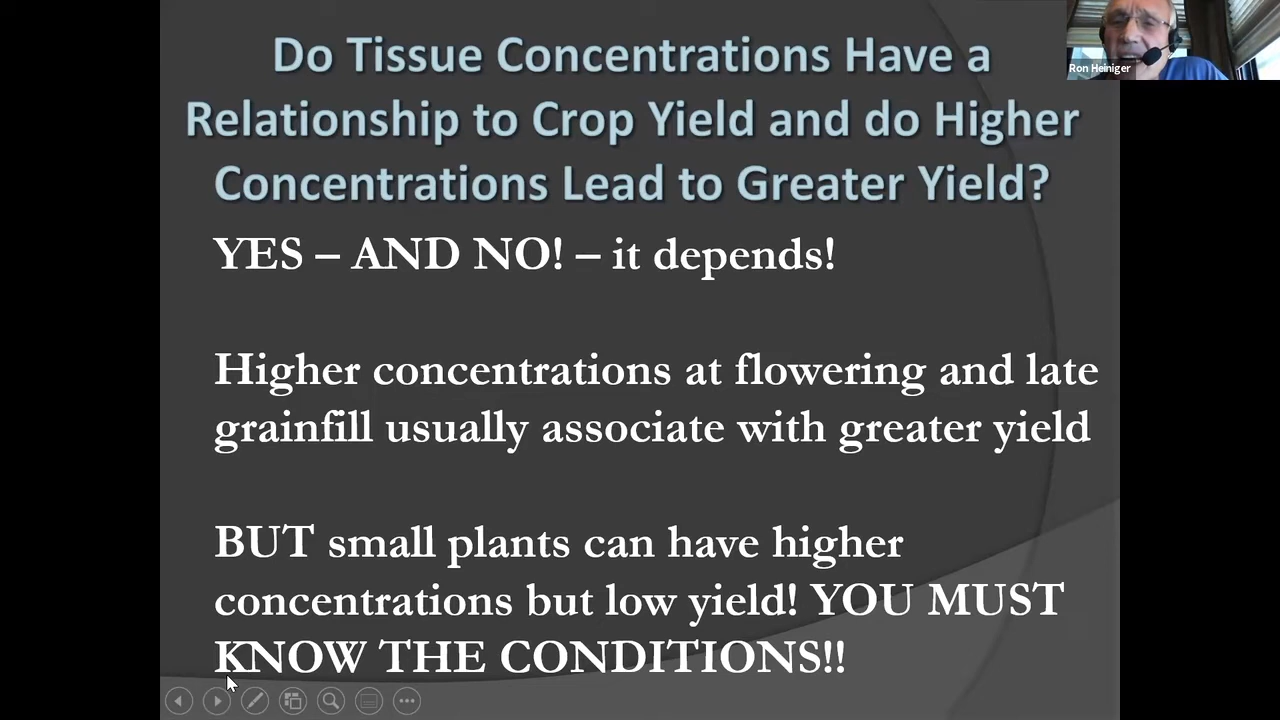 Do Tissue Concentrations Have a
Relationship to Crop Yield and do Higher
Concentrations Lead to Greater Yield?
Ron Heiniger
YES – AND NO! – it depends!
Higher concentrations at flowering and late
grainfill usually associate with greater yield
BUT small plants can have higher
concentrations but low yield! YOU MUST
KNOW THE CONDITIONS!!